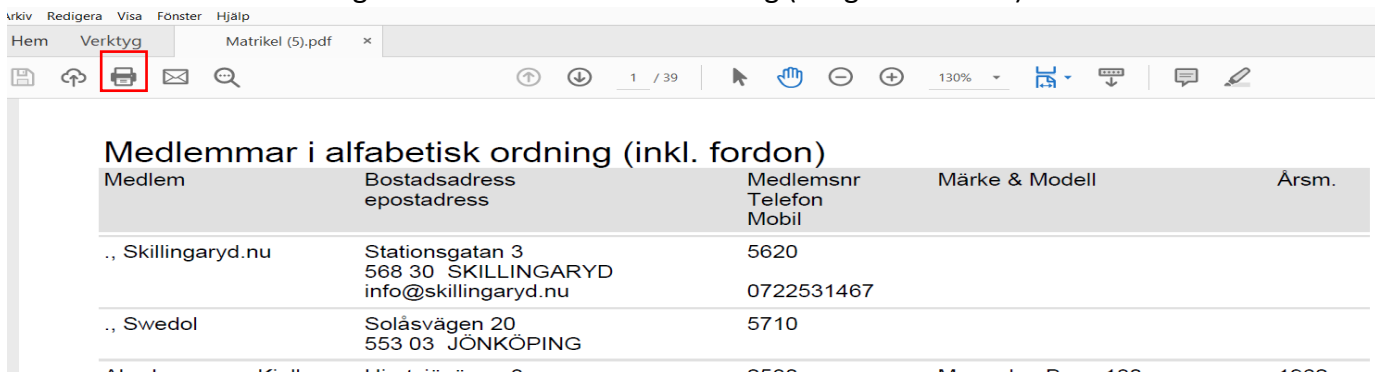 Arkiv Redigera Visa Fönster Hjälp
Hem Verktyg Matrikel (5).pdf ×
1 / 39 130%
Medlemmar i alfabetisk ordning (inkl. fordon)
Medlem Bostadsadress Medlemsnr Märke & Modell Årsm.
epostadress Telefon
Mobil
., Skillingaryd.nu Stationsgatan 3 5620
568 30 SKILLINGARYD
info@skillingaryd.nu 0722531467
., Swedol Solåsvägen 20 5710
553 03 JÖNKÖPING